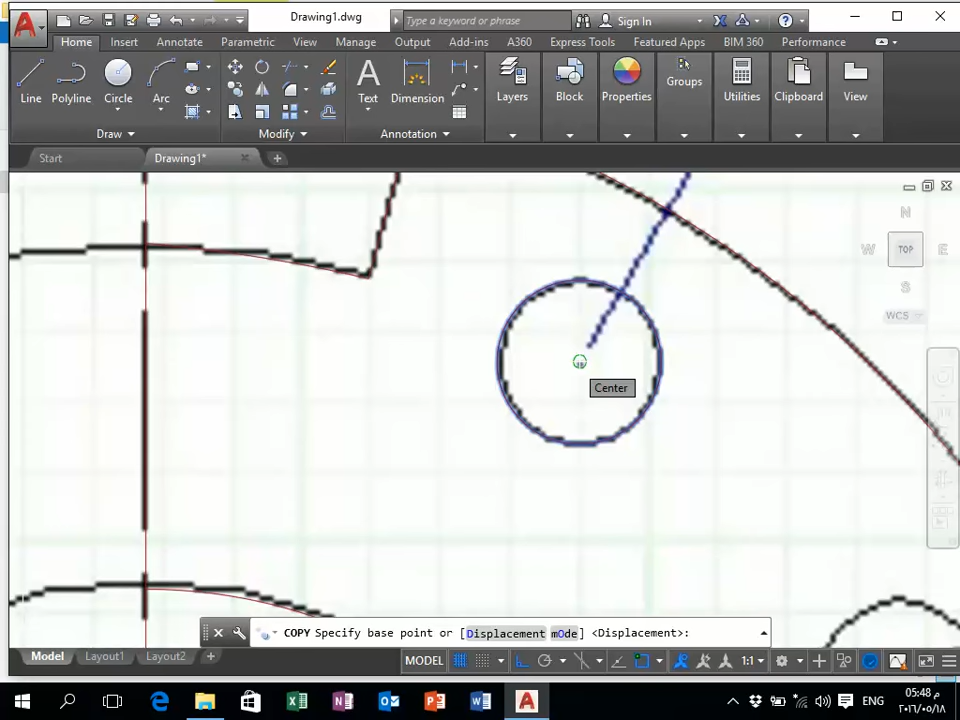 Drawing1.dwg
Type a keyword or phrase
Sign In
Home Insert Annotate Parametric View Manage Output Add-ins A360 Express Tools Featured Apps BIM 360 Performance
Line Polyline Circle Arc Text Dimension Layers Block Properties Groups Utilities Clipboard View
Draw Modify Annotation
Start Drawing1*
N
W TOP E
S
WCS
Center
COPY Specify base point or [Displacement mOde] <Displacement>:
Model Layout1 Layout2
MODEL 1:1
ENG
05:48 م
٢٠١٦/٠٥/١٨